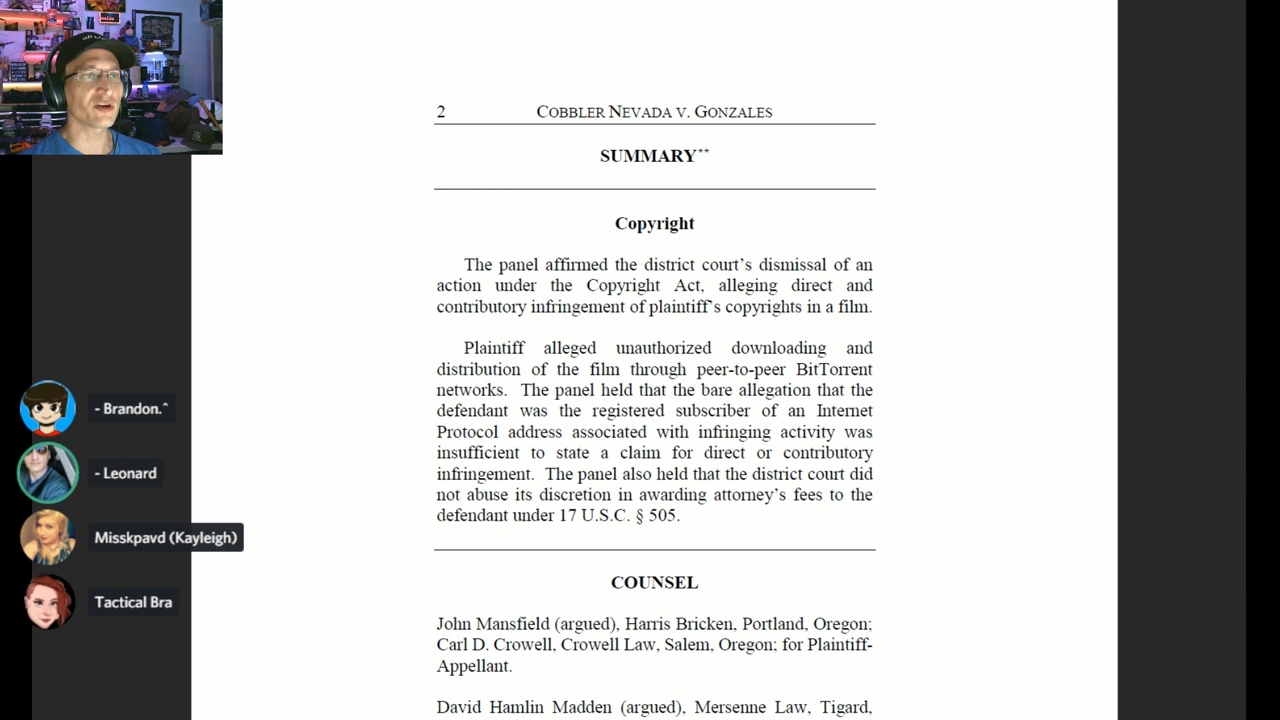 2 COBBLER NEVADA V. GONZALES
SUMMARY**
Copyright
The panel affirmed the district court's dismissal of an
action under the Copyright Act, alleging direct and
contributory infringement of plaintiff's copyrights in a film.
Plaintiff alleged unauthorized downloading and
distribution of the film through peer-to-peer BitTorrent
networks. The panel held that the bare allegation that the
defendant was the registered subscriber of an Internet
Protocol address associated with infringing activity was
insufficient to state a claim for direct or contributory
infringement. The panel also held that the district court did
not abuse its discretion in awarding attorney's fees to the
defendant under 17 U.S.C. § 505.
COUNSEL
John Mansfield (argued), Harris Bricken, Portland, Oregon;
Carl D. Crowell, Crowell Law, Salem, Oregon; for Plaintiff-
Appellant.
David Hamlin Madden (argued), Mersenne Law, Tigard,
- Brandon.^
- Leonard
Misskpavd (Kayleigh)
Tactical Bra